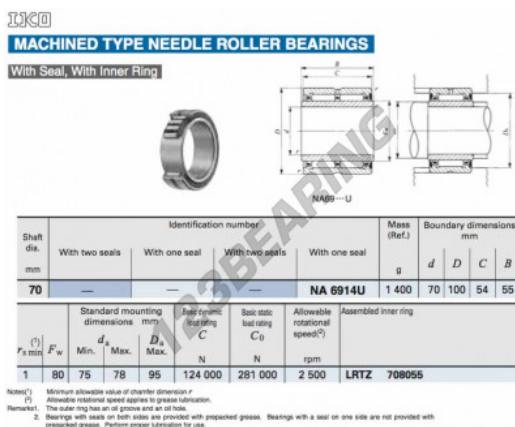 IKO
MACHINED TYPE NEEDLE ROLLER BEARINGS
With Seal, With Inner Ring
B
C
D
d
r
NA69···U
123BEARING
Shaft dia. mm
Identification number
With two seals
With one seal
With two seals
With one seal
Mass (Ref.) g
Boundary dimensions mm
d D C B
70 — — — NA 6914U 1 400 70 100 54 55
(¹) rs min
Fw
Standard mounting dimensions mm
da
Min. Max.
Da
Max.
Basic dynamic load rating C N
Basic static load rating C0 N
Allowable rotational speed(²) rpm
Assembled inner ring
1 80 75 78 95 124 000 281 000 2 500 LRTZ 708055
Notes(¹) Minimum allowable value of chamfer dimension r
(²) Allowable rotational speed applies to grease lubrication.
Remarks1. The outer ring has an oil groove and an oil hole.
2. Bearings with seals on both sides are provided with prepacked grease. Bearings with a seal on one side are not provided with
prepacked grease. Perform proper lubrication for use.